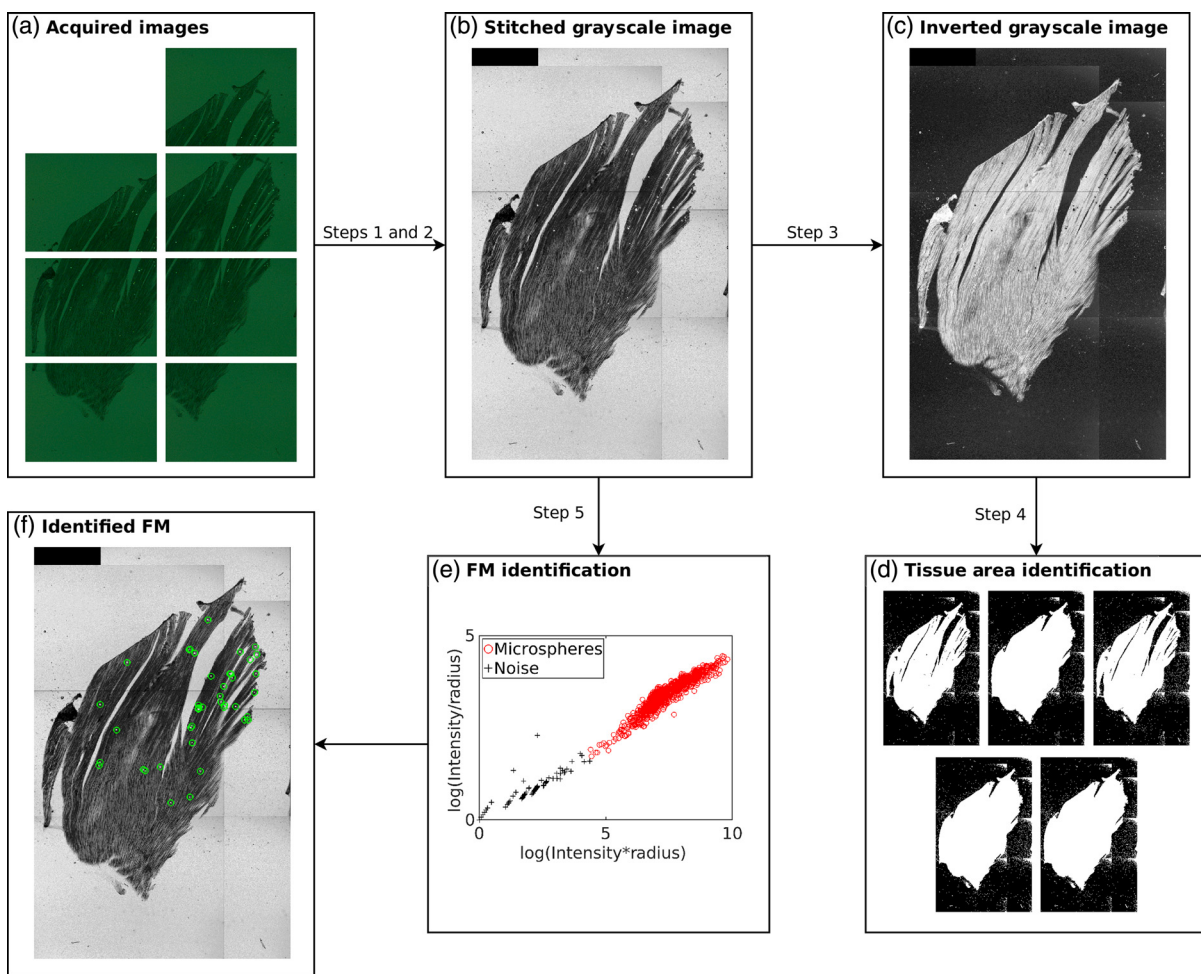 (a) Acquired images
(b) Stitched grayscale image
(c) Inverted grayscale image
Steps 1 and 2
Step 3
Step 5
Step 4
(f) Identified FM
(e) FM identification
(d) Tissue area identification
5
Microspheres
Noise
log(Intensity/radius)
0
0
5
10
log(Intensity*radius)